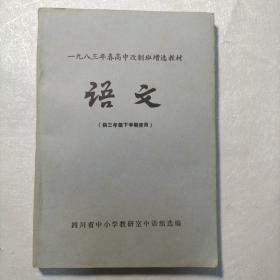 一九八三年春高中改制班增选教材
语文
（供三年级下学期使用）
四川省中小学教研室中语组选编